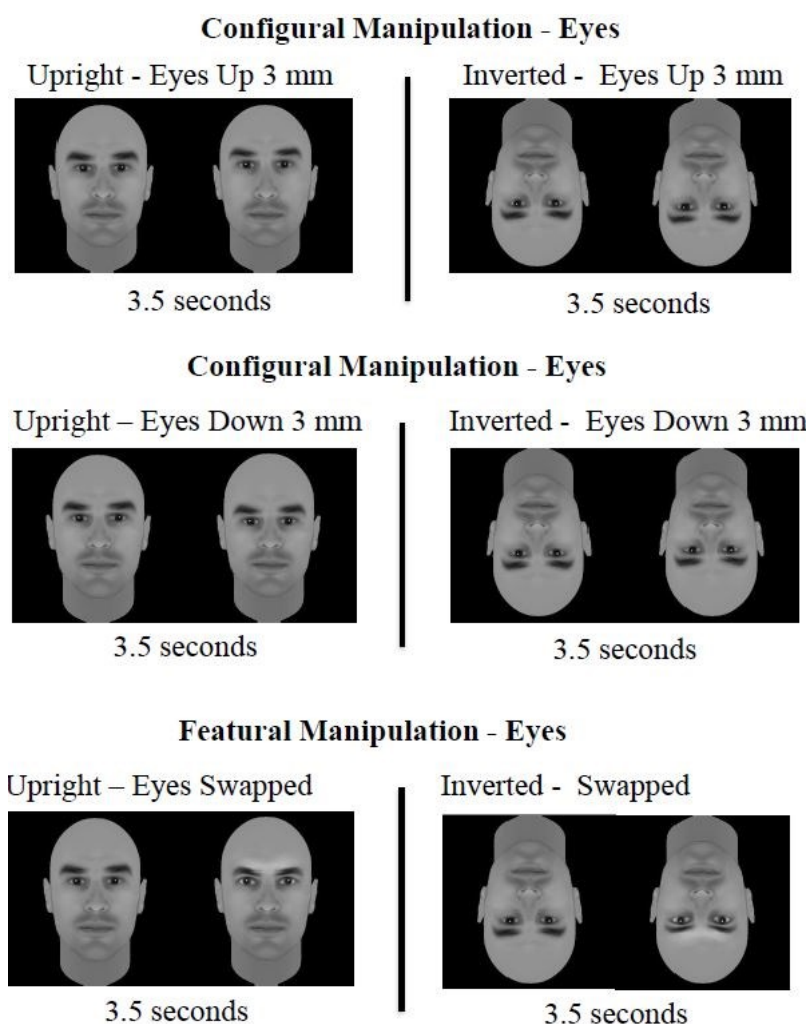 Configural Manipulation - Eyes
Upright - Eyes Up 3 mm
Inverted -  Eyes Up 3 mm
3.5 seconds
3.5 seconds
Configural Manipulation - Eyes
Upright – Eyes Down 3 mm
Inverted -  Eyes Down 3 mm
3.5 seconds
3.5 seconds
Featural Manipulation - Eyes
Upright – Eyes Swapped
Inverted -  Swapped
3.5 seconds
3.5 seconds